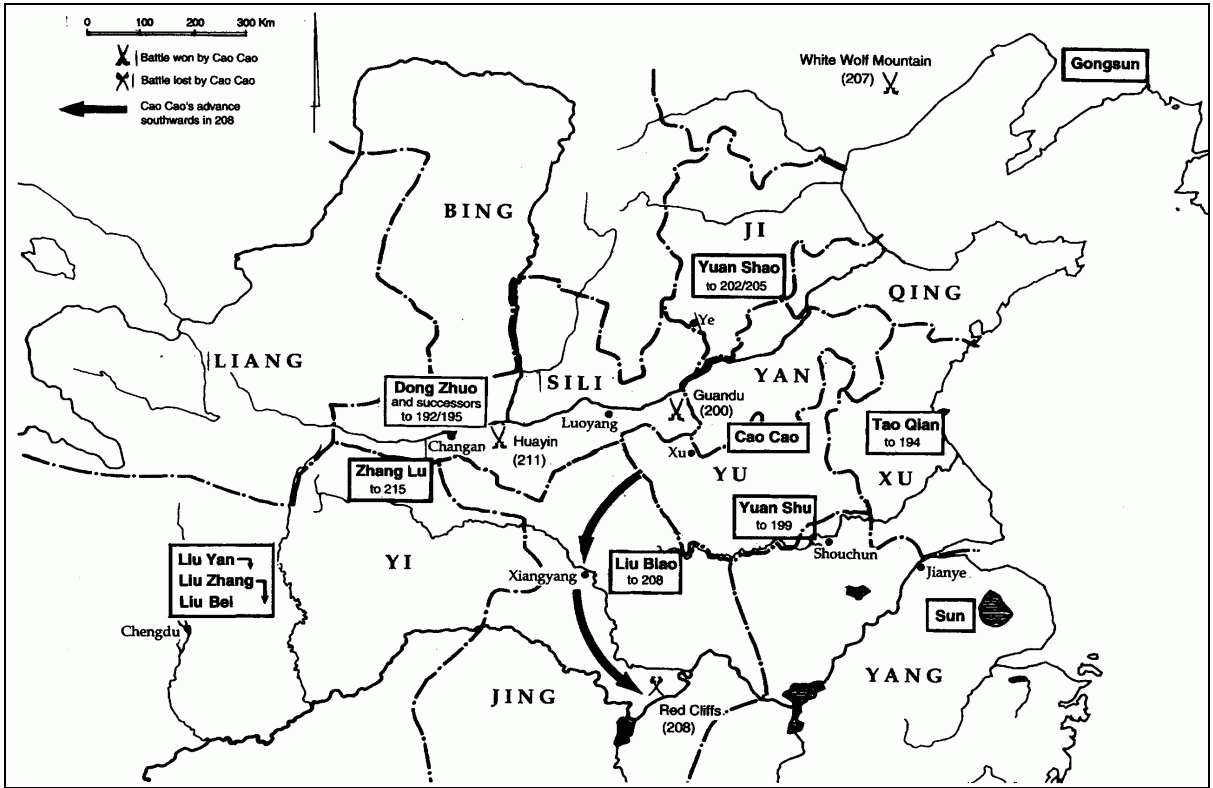 0 100 200 300 Km
Battle won by Cao Cao
Battle lost by Cao Cao
Cao Cao's advance
southwards in 208
White Wolf Mountain
(207)
Gongsun
BING
JI
Yuan Shao
to 202/205
QING
Ye
LIANG
SILI
YAN
Dong Zhuo
and successors
to 192/195
Guandu
(200)
Luoyang
Cao Cao
Tao Qian
to 194
Changan
Huayin
(211)
Xu
Zhang Lu
to 215
YU
XU
Yuan Shu
to 199
Shouchun
Liu Yan
Liu Zhang
Liu Bei
YI
Xiangyang
Liu Biao
to 208
Jianye
Chengdu
Sun
JING
YANG
Red Cliffs
(208)